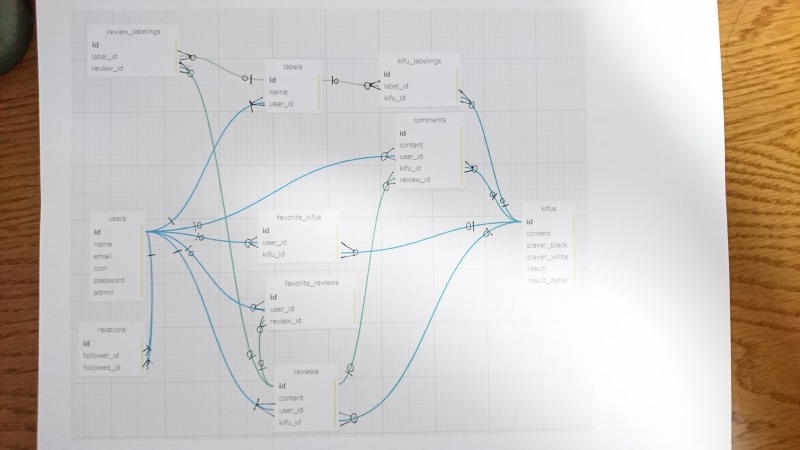 review_labelings
id
label_id
review_id
labels
id
name
user_id
kifu_labelings
id
label_id
kifu_id
comments
id
content
user_id
kifu_id
review_id
users
id
name
email
icon
password
admin
favorite_kifus
id
user_id
kifu_id
kifus
id
content
player_black
player_white
result
result_detail
favorite_reviews
id
user_id
review_id
relations
id
follower_id
followed_id
reviews
id
content
user_id
kifu_id